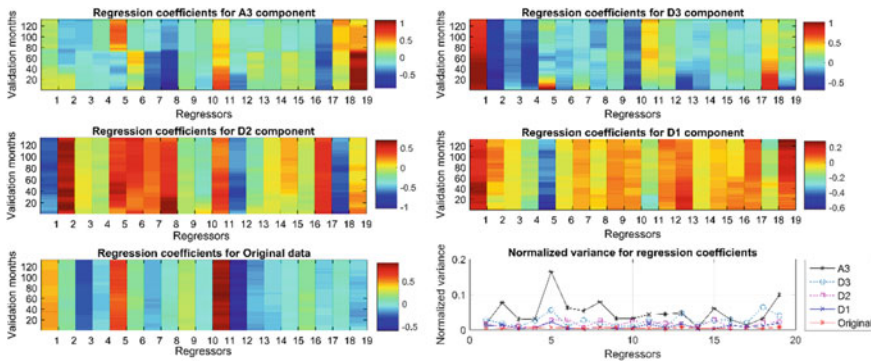 Regression coefficients for A3 component
Validation months
120
100
80
60
40
20
1 2 3 4 5 6 7 8 9 10 11 12 13 14 15 16 17 18 19
Regressors
1
0.5
0
-0.5
Regression coefficients for D3 component
Validation months
120
100
80
60
40
20
1 2 3 4 5 6 7 8 9 10 11 12 13 14 15 16 17 18 19
Regressors
1
0.5
0
-0.5
Regression coefficients for D2 component
Validation months
120
100
80
60
40
20
1 2 3 4 5 6 7 8 9 10 11 12 13 14 15 16 17 18 19
Regressors
0.5
0
-0.5
-1
Regression coefficients for D1 component
Validation months
120
100
80
60
40
20
1 2 3 4 5 6 7 8 9 10 11 12 13 14 15 16 17 18 19
Regressors
0.2
0
-0.2
-0.4
-0.6
Regression coefficients for Original data
Validation months
120
100
80
60
40
20
1 2 3 4 5 6 7 8 9 10 11 12 13 14 15 16 17 18 19
Regressors
0.5
0
-0.5
Normalized variance for regression coefficients
Normalized variance
0.2
0.1
0
0 5 10 15 20
Regressors
A3
D3
D2
D1
Original